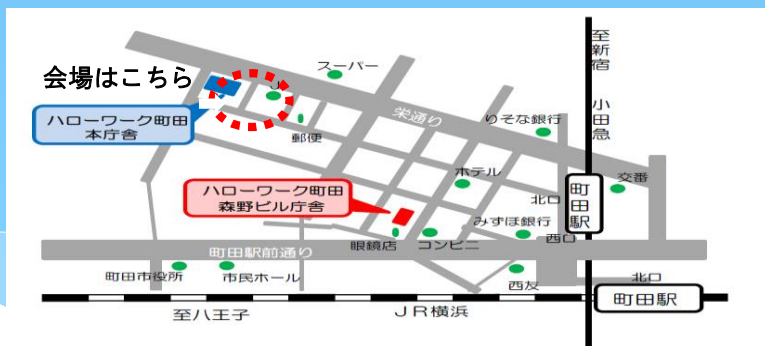 会場はこちら
スーパー
J
至新宿
小田急
ハローワーク町田
本庁舎
郵便
栄通り
りそな銀行
ハローワーク町田
森野ビル庁舎
ホテル
北口
町田駅
交番
みずほ銀行
西口
眼鏡店
コンビニ
町田駅前通り
町田市役所
市民ホール
西友
北口
町田駅
至八王子
JR横浜